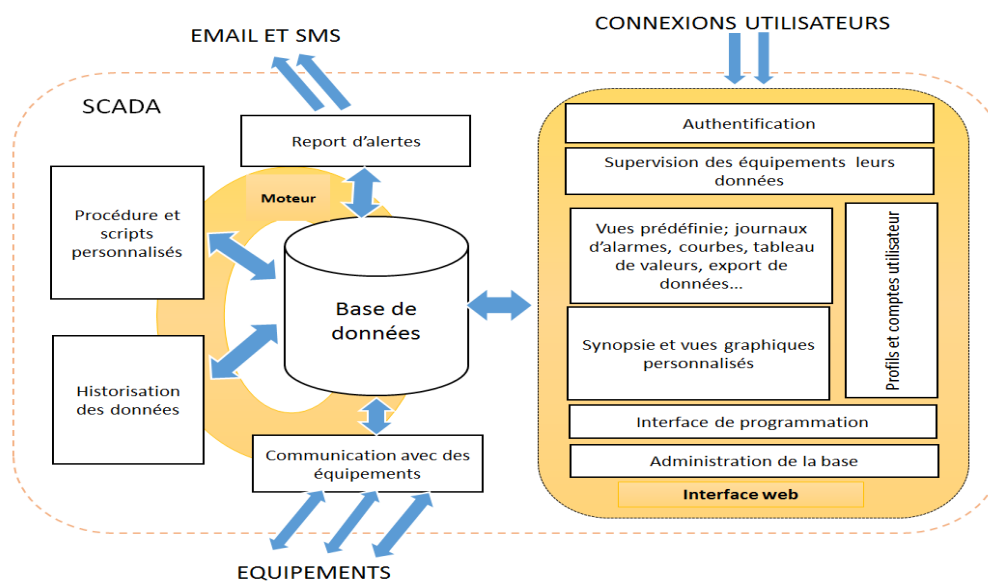 EMAIL ET SMS
CONNEXIONS UTILISATEURS
SCADA
Report d'alertes
Moteur
Procédure et
scripts
personnalisés
Base de
données
Historisation
des données
Communication avec des
équipements
EQUIPEMENTS
Authentification
Supervision des équipements leurs
données
Vues prédéfinie; journaux
d'alarmes, courbes, tableau
de valeurs, export de
données...
Profils et comptes utilisateur
Synopsie et vues graphiques
personnalisés
Interface de programmation
Administration de la base
Interface web